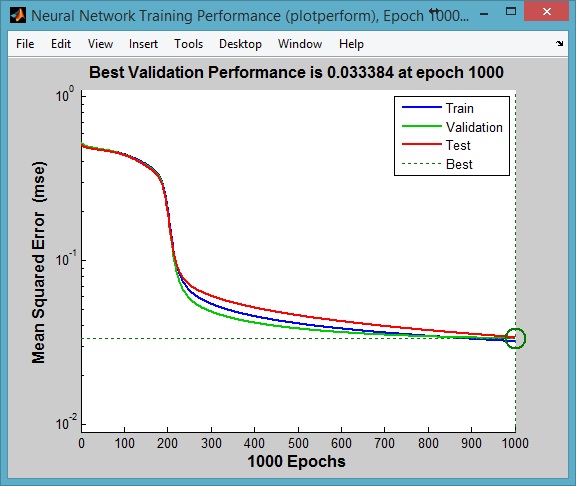 Neural Network Training Performance (plotperform), Epoch 1000...
File Edit View Insert Tools Desktop Window Help
Best Validation Performance is 0.033384 at epoch 1000
10^0
10^-1
10^-2
Mean Squared Error (mse)
Train
Validation
Test
Best
0 100 200 300 400 500 600 700 800 900 1000
1000 Epochs